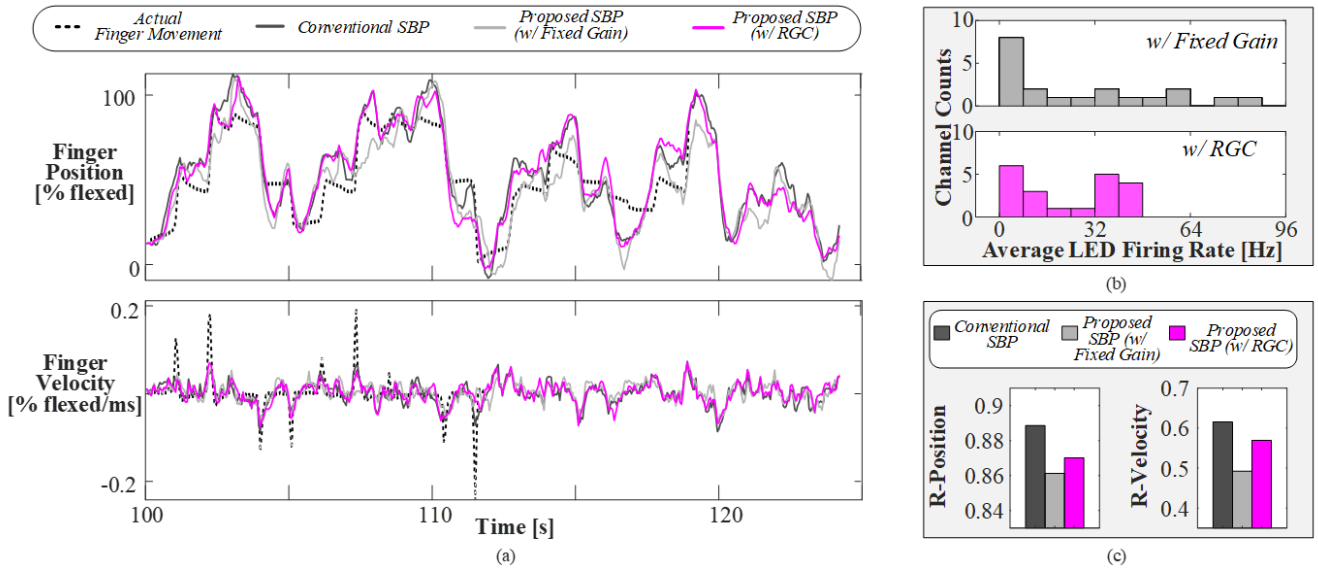 Actual
Finger Movement
Conventional SBP
Proposed SBP
(w/ Fixed Gain)
Proposed SBP
(w/ RGC)
100
Finger
Position
[% flexed]
0
0.2
Finger
Velocity
[% flexed/ms]
-0.2
100
110
120
Time [s]
(a)
10
w/ Fixed Gain
5
0
Channel Counts
10
w/ RGC
5
0
0
32
64
96
Average LED Firing Rate [Hz]
(b)
Conventional
SBP
Proposed
SBP (w/
Fixed Gain)
Proposed
SBP (w/ RGC)
R-Position
0.9
0.88
0.86
0.84
R-Velocity
0.7
0.6
0.5
0.4
(c)